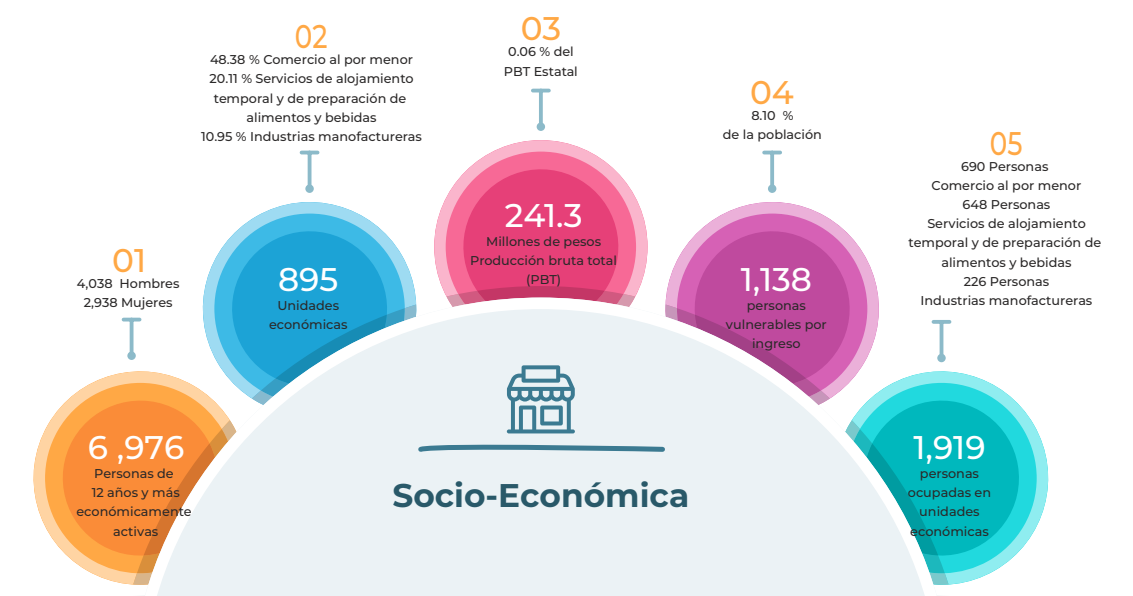 01
4,038 Hombres
2,938 Mujeres
6 ,976
Personas de
12 años y más
económicamente
activas
02
48.38 % Comercio al por menor
20.11 % Servicios de alojamiento
temporal y de preparación de
alimentos y bebidas
10.95 % Industrias manofactureras
895
Unidades
económicas
03
0.06 % del
PBT Estatal
241.3
Millones de pesos
Producción bruta total
(PBT)
04
8.10 %
de la población
1,138
personas
vulnerables por
ingreso
05
690 Personas
Comercio al por menor
648 Personas
Servicios de alojamiento
temporal y de preparación de
alimentos y bebidas
226 Personas
Industrias manofactureras
1,919
personas
ocupadas en
unidades
económicas
Socio-Económica